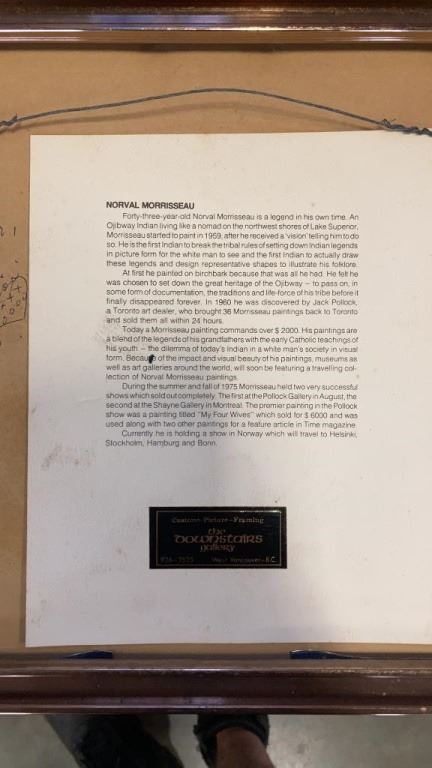 NORVAL MORRISSEAU
Forty-three-year-old Norval Morrisseau is a legend in his own time. An
Ojibway Indian living like a nomad on the northwest shores of Lake Superior,
Morrisseau started to paint in 1959, after he received a 'vision' telling him to do
so. He is the first Indian to break the tribal rules of setting down Indian legends
in picture form for the white man to see and the first Indian to actually draw
these legends and design representative shapes to illustrate his folklore.
At first he painted on birchbark because that was all he had. He felt he
was chosen to set down the great heritage of the Ojibway — to pass on, in
some form of documentation, the traditions and life-force of his tribe before it
finally disappeared forever. In 1960 he was discovered by Jack Pollock,
a Toronto art dealer, who brought 36 Morrisseau paintings back to Toronto
and sold them all within 24 hours.
Today a Morrisseau painting commands over $ 2000. His paintings are
a blend of the legends of his grandfathers with the early Catholic teachings of
his youth — the dilemma of today's Indian in a white man's society in visual
form. Because of the impact and visual beauty of his paintings, museums as
well as art galleries around the world, will soon be featuring a travelling col-
lection of Norval Morrisseau paintings.
During the summer and fall of 1975 Morrisseau held two very successful
shows which sold out completely. The first at the Pollock Gallery in August, the
second at the Shayne Gallery in Montreal. The premier painting in the Pollock
show was a painting titled "My Four Wives" which sold for $ 6000 and was
used along with two other paintings for a feature article in Time magazine.
Currently he is holding a show in Norway which will travel to Helsinki,
Stockholm, Hamburg and Bonn.
Custom-Picture-Framing
the
Downstairs
gallery
West Vancouver-B.C.